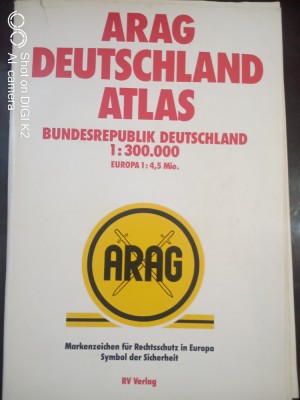 ARAG
DEUTSCHLAND
ATLAS
BUNDESREPUBLIK DEUTSCHLAND
1:300.000
EUROPA 1:4,5 Mio.
ARAG
Markenzeichen für Rechtsschutz in Europa
Symbol der Sicherheit
RV Verlag
Shot on DIGI K2
AI camera